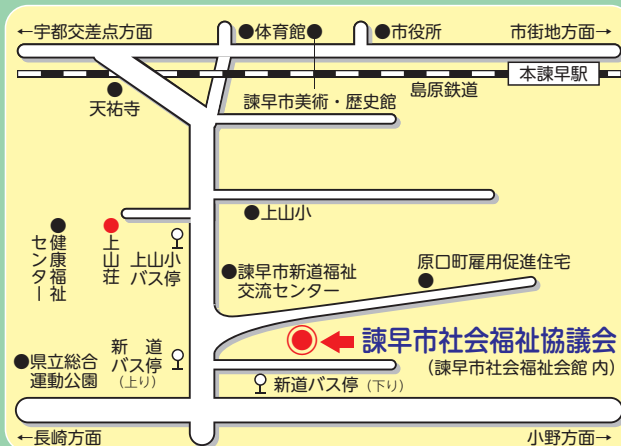 ←宇都交差点方面
●体育館●
●市役所
市街地方面→
本諫早駅
天祐寺
諫早市美術・歴史館
島原鉄道
●上山小
健康福祉
センター
上山荘
上山小
バス停
●諫早市新道福祉
交流センター
原口町雇用促進住宅
諫早市社会福祉協議会
(諫早市社会福祉会館 内)
●県立総合
運動公園
新 道
バス停
(上り)
新道バス停 (下り)
←長崎方面
小野方面→